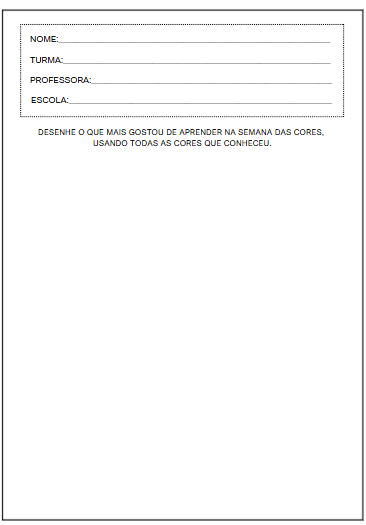 NOME:
TURMA:
PROFESSORA:
ESCOLA:
DESENHE O QUE MAIS GOSTOU DE APRENDER NA SEMANA DAS CORES,
USANDO TODAS AS CORES QUE CONHECEU.